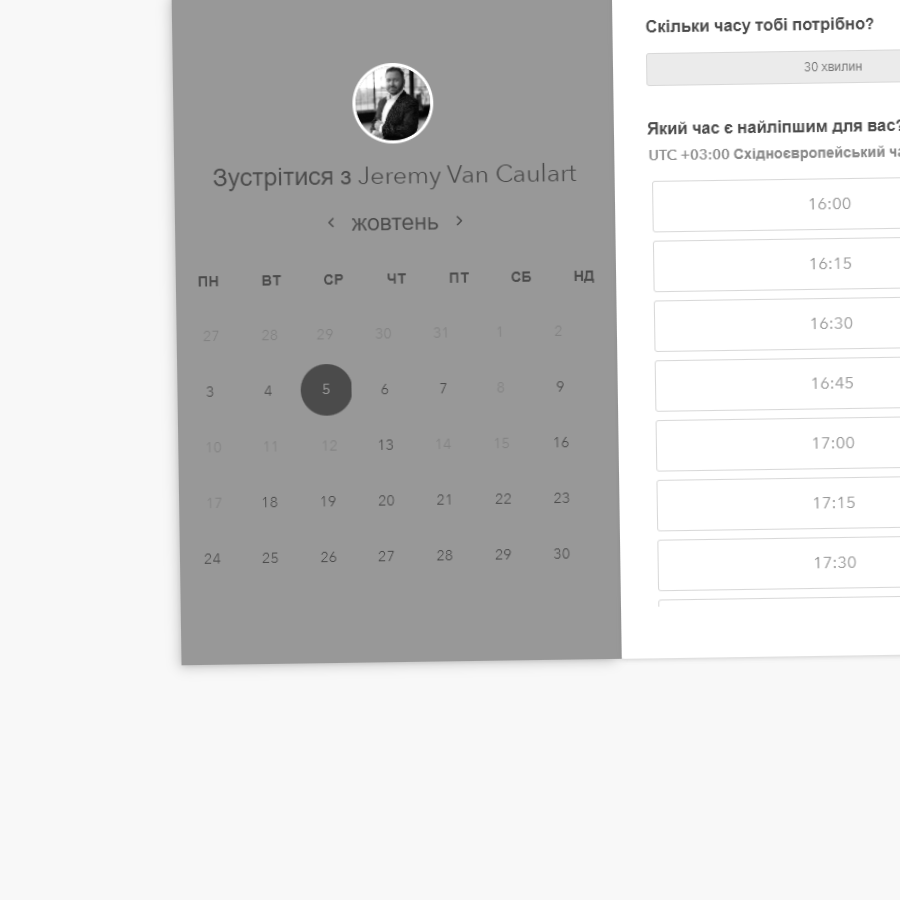 Зустрітися з Jeremy Van Caulart
жовтень
ПН ВТ СР ЧТ ПТ СБ НД
27 28 29 30 31 1 2
3 4 5 6 7 8 9
10 11 12 13 14 15 16
17 18 19 20 21 22 23
24 25 26 27 28 29 30
Скільки часу тобі потрібно?
30 хвилин
Який час є найліпшим для вас?
UTC +03:00 Східноєвропейський
16:00
16:15
16:30
16:45
17:00
17:15
17:30